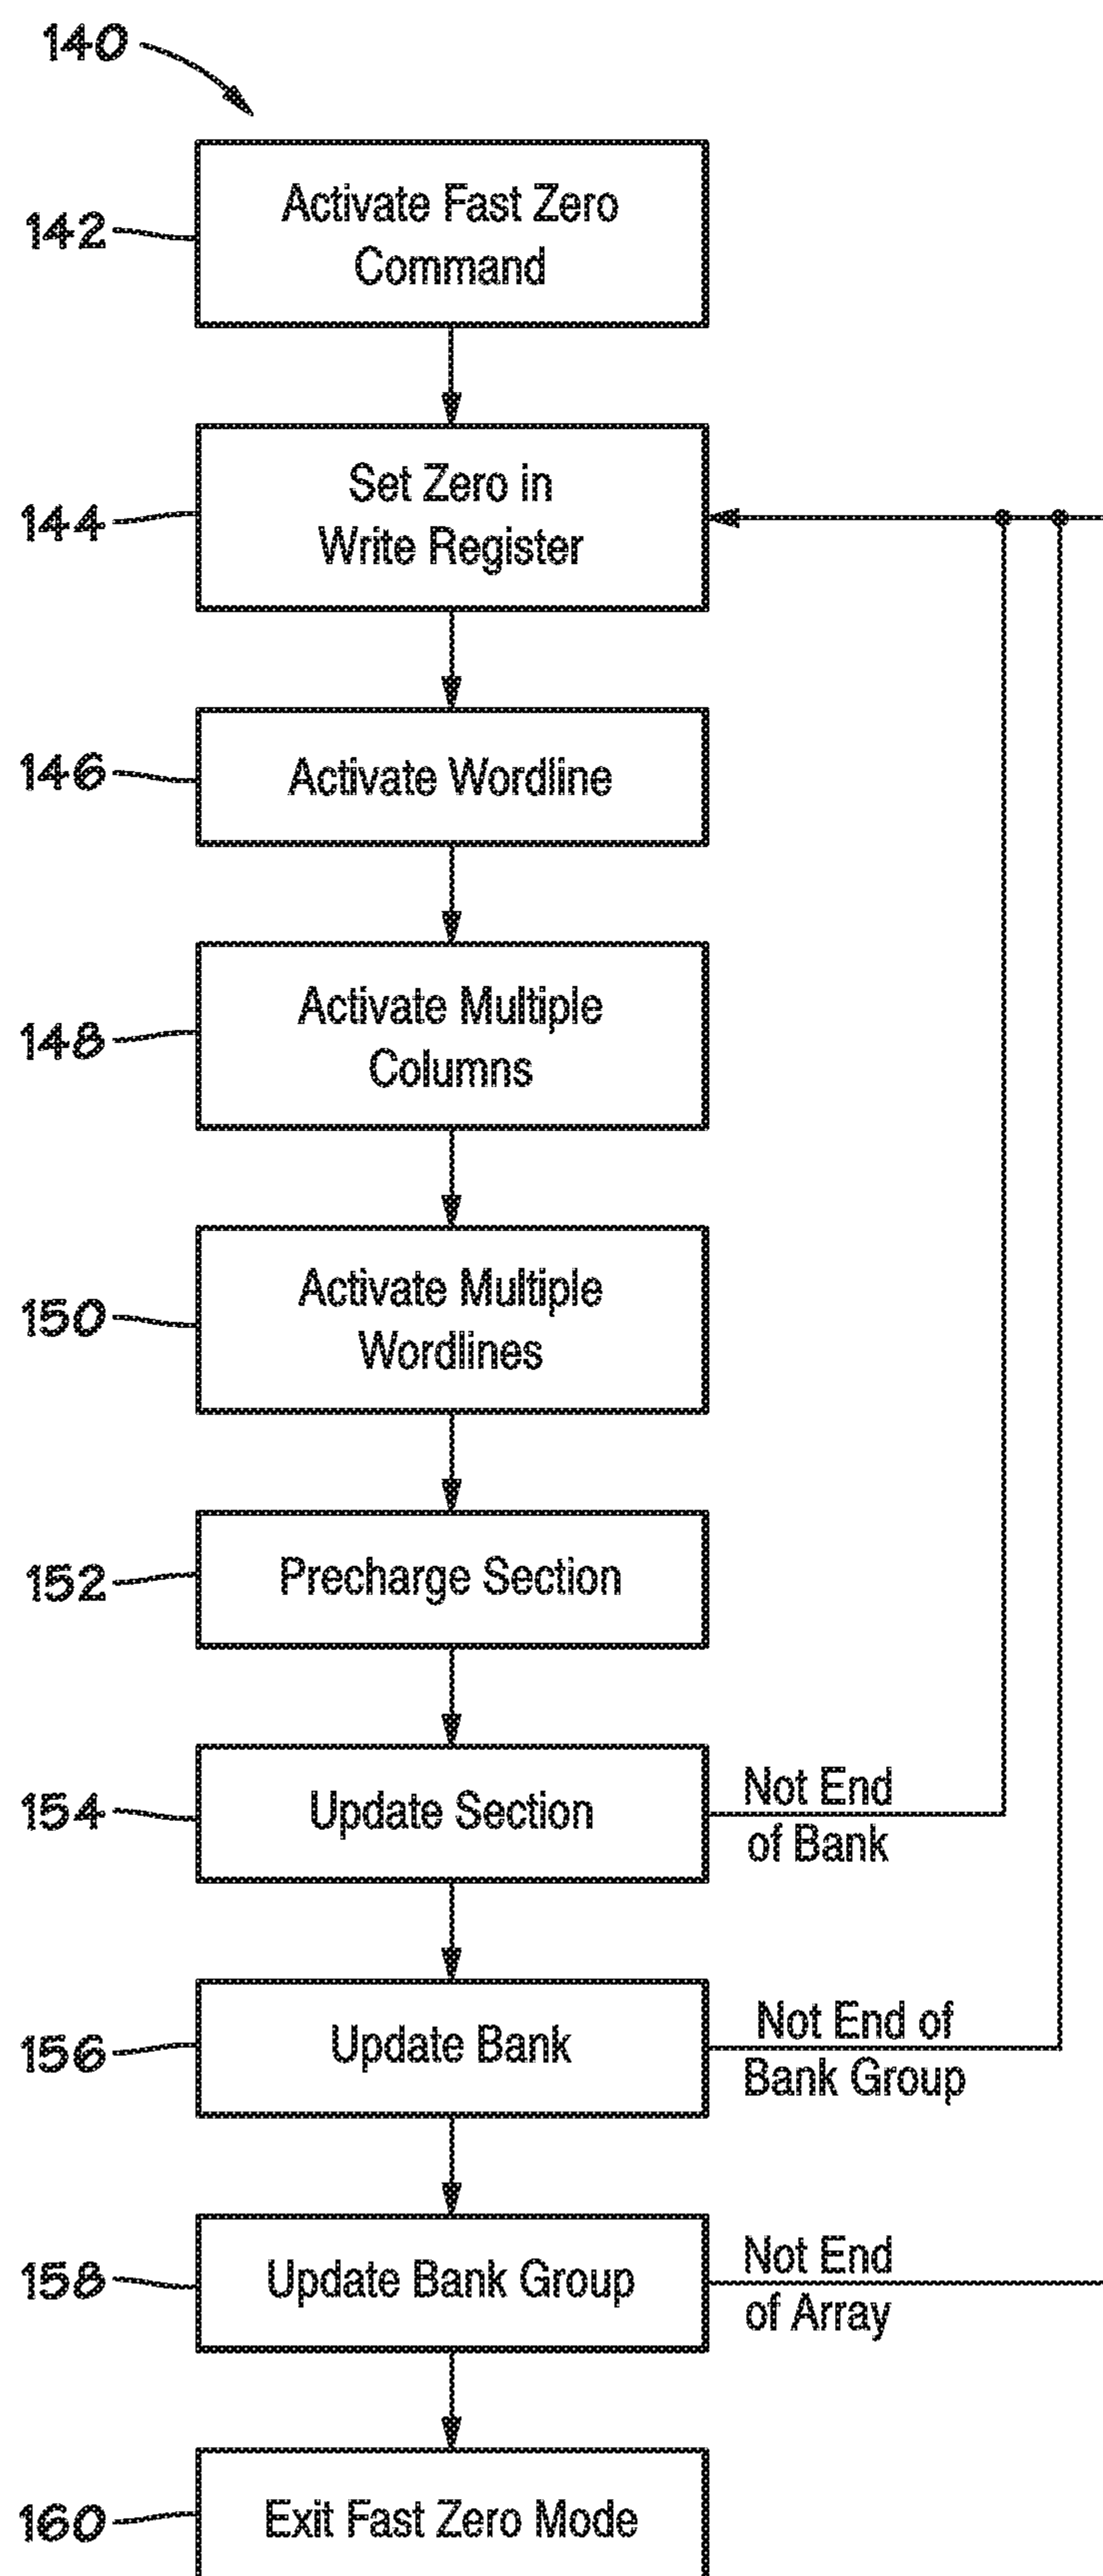 140
142
Activate Fast Zero
Command
144
Set Zero in
Write Register
146
Activate Wordline
148
Activate Multiple
Columns
150
Activate Multiple
Wordlines
152
Precharge Section
154
Update Section
Not End
of Bank
156
Update Bank
Not End of
Bank Group
158
Update Bank Group
Not End
of Array
160
Exit Fast Zero Mode